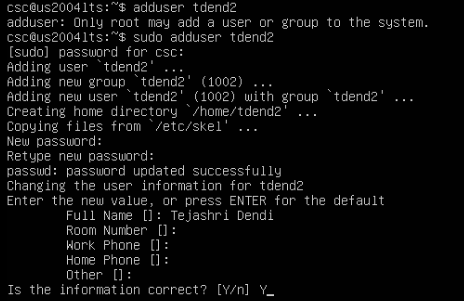 csc@us2004lts:~$ adduser tdend2
adduser: Only root may add a user or group to the system.
csc@us2004lts:~$ sudo adduser tdend2
[sudo] password for csc:
Adding user `tdend2' ...
Adding new group `tdend2' (1002) ...
Adding new user `tdend2' (1002) with group `tdend2' ...
Creating home directory `/home/tdend2' ...
Copying files from `/etc/skel' ...
New password:
Retype new password:
passwd: password updated successfully
Changing the user information for tdend2
Enter the new value, or press ENTER for the default
Full Name []: Tejashri Dendi
Room Number []:
Work Phone []:
Home Phone []:
Other []:
Is the information correct? [Y/n] Y_